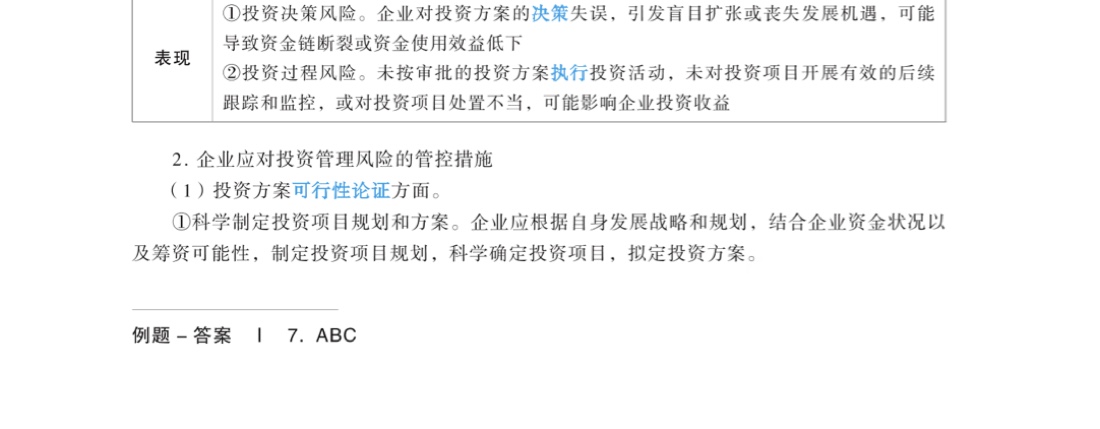 ①投资决策风险。企业对投资方案的决策失误，引发盲目扩张或丧失发展机遇，可能
导致资金链断裂或资金使用效益低下
表现
②投资过程风险。未按审批的投资方案执行投资活动，未对投资项目开展有效的后续
跟踪和监控，或对投资项目处置不当，可能影响企业投资收益
2. 企业应对投资管理风险的管控措施
（1）投资方案可行性论证方面。
①科学制定投资项目规划和方案。企业应根据自身发展战略和规划，结合企业资金状况以
及筹资可能性，制定投资项目规划，科学确定投资项目，拟定投资方案。
例题 – 答案 | 7. ABC